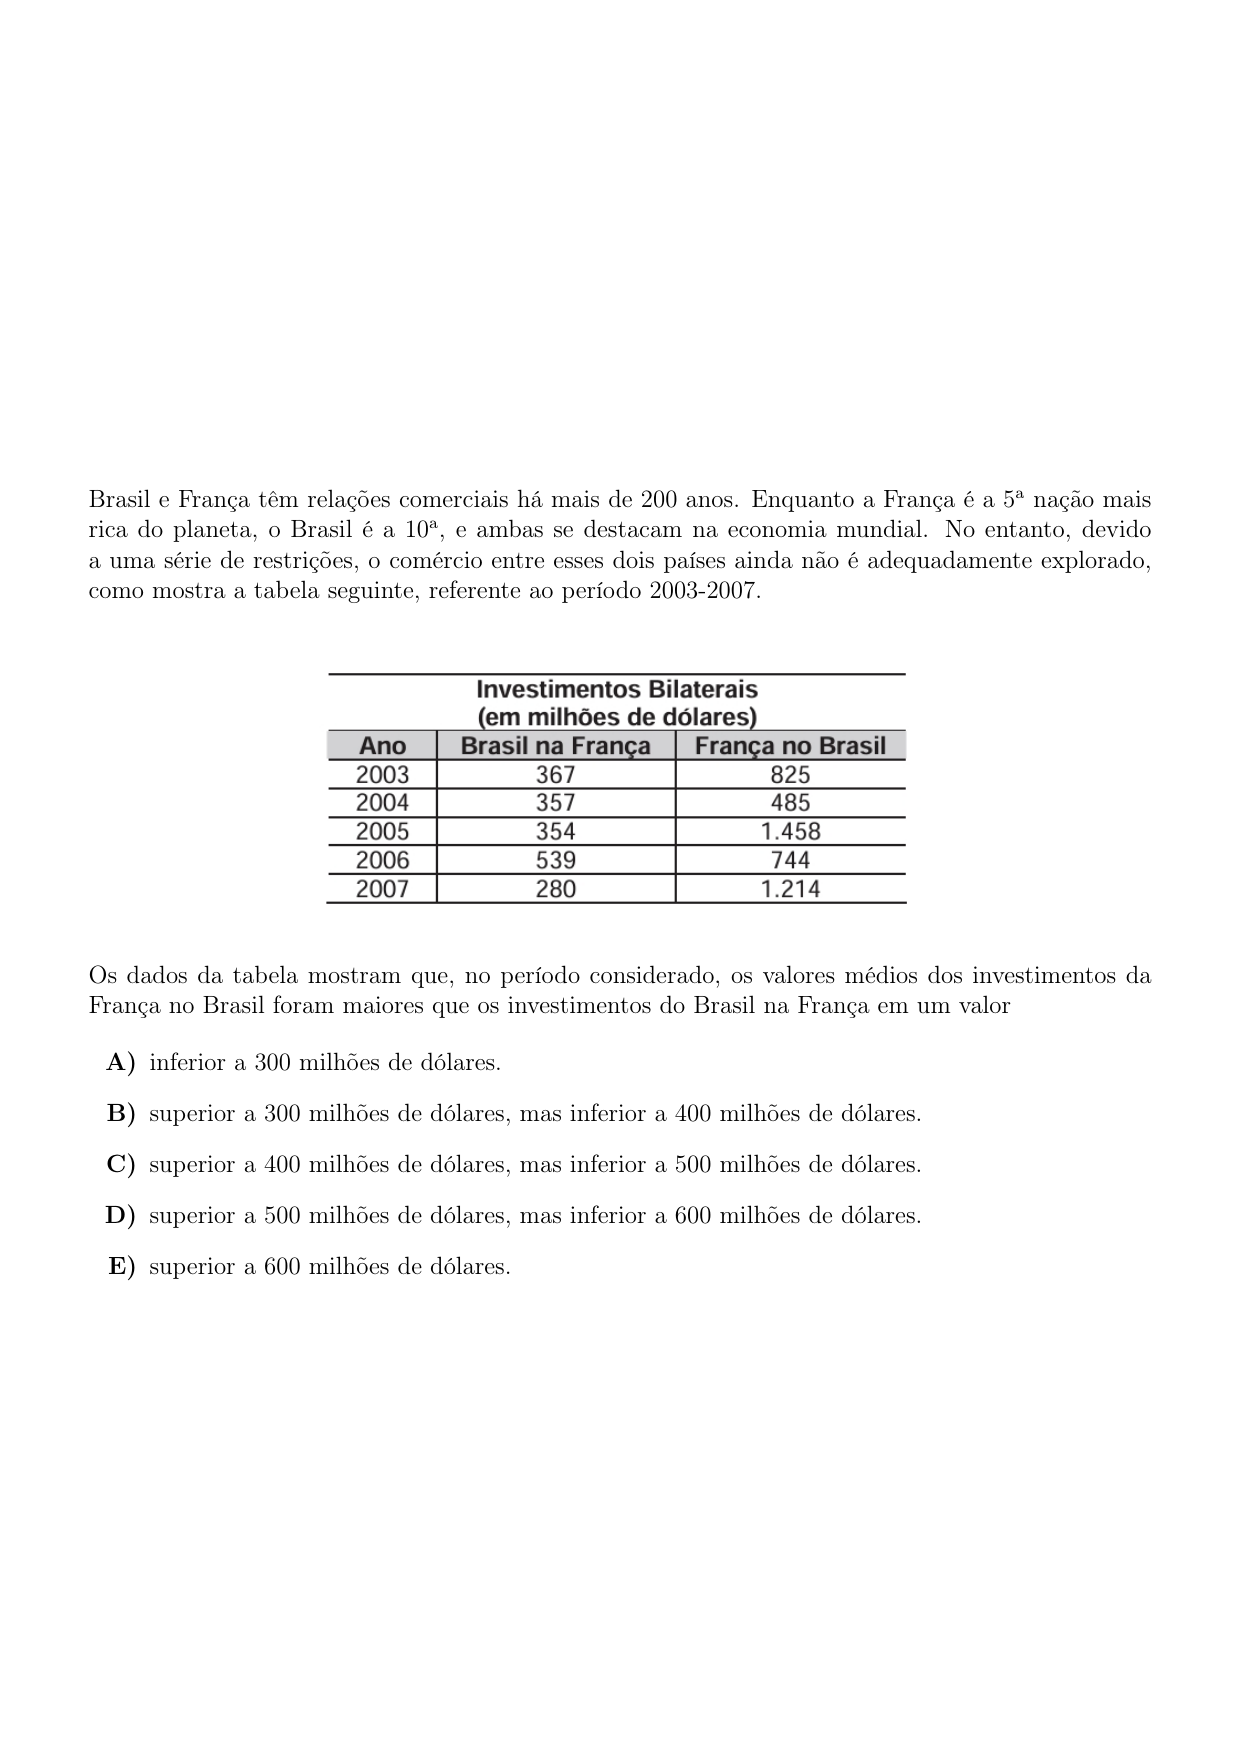 Brasil e França têm relações comerciais há mais de 200 anos. Enquanto a França é a 5ª nação mais
rica do planeta, o Brasil é a 10ª, e ambas se destacam na economia mundial. No entanto, devido
a uma série de restrições, o comércio entre esses dois países ainda não é adequadamente explorado,
como mostra a tabela seguinte, referente ao período 2003-2007.
Investimentos Bilaterais
(em milhões de dólares)
Ano Brasil na França França no Brasil
2003 367 825
2004 357 485
2005 354 1.458
2006 539 744
2007 280 1.214
Os dados da tabela mostram que, no período considerado, os valores médios dos investimentos da
França no Brasil foram maiores que os investimentos do Brasil na França em um valor
A) inferior a 300 milhões de dólares.
B) superior a 300 milhões de dólares, mas inferior a 400 milhões de dólares.
C) superior a 400 milhões de dólares, mas inferior a 500 milhões de dólares.
D) superior a 500 milhões de dólares, mas inferior a 600 milhões de dólares.
E) superior a 600 milhões de dólares.